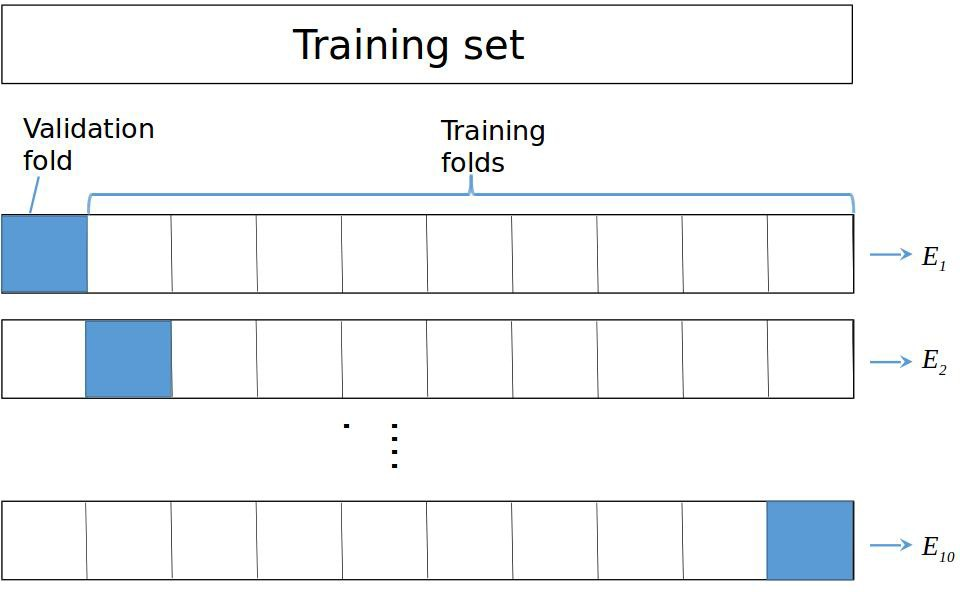 Training set
Validation
fold
Training
folds
E1
E2
E10